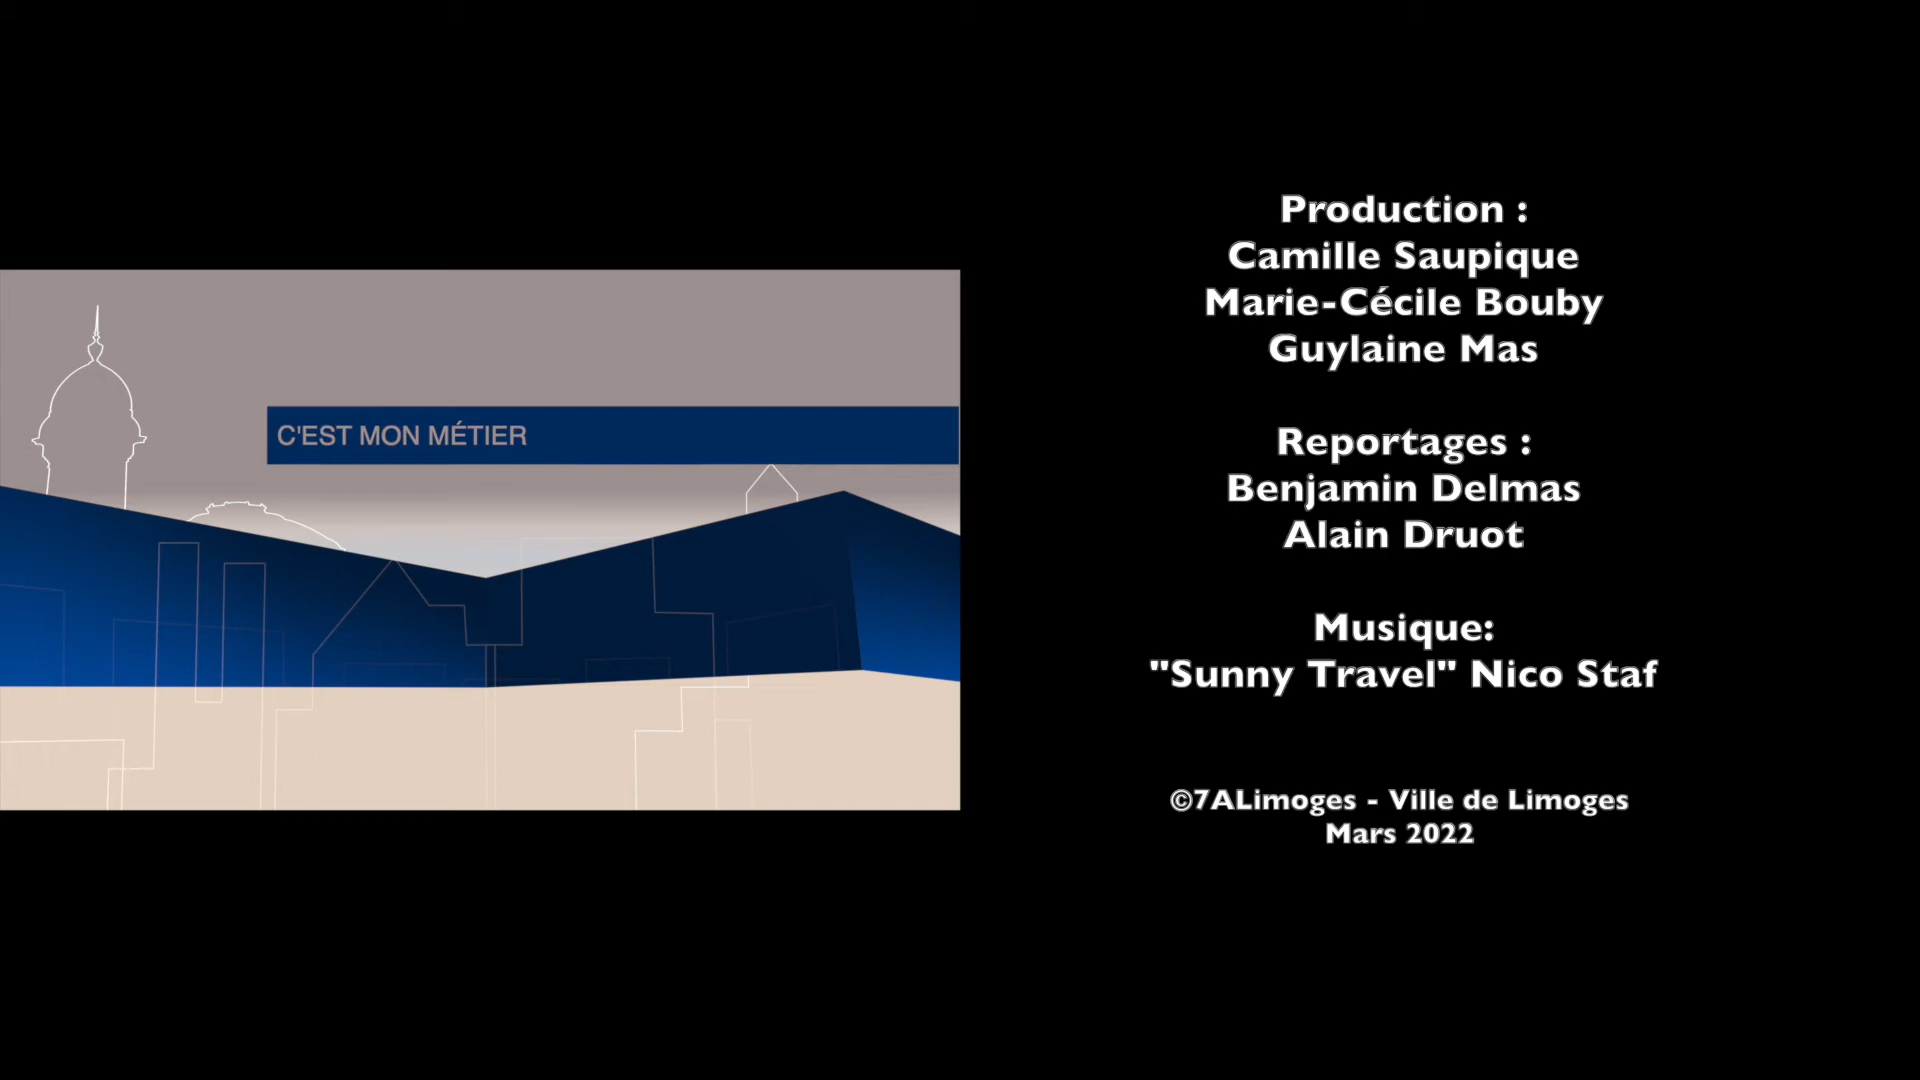 C'EST MON MÉTIER
Production :
Camille Saupique
Marie-Cécile Bouby
Guylaine Mas
Reportages :
Benjamin Delmas
Alain Druot
Musique:
"Sunny Travel" Nico Staf
©7ALimoges - Ville de Limoges
Mars 2022